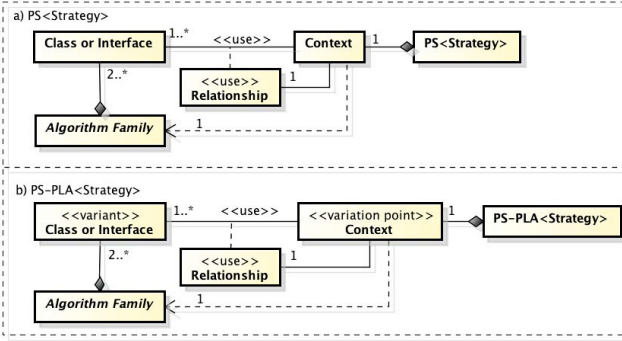 a) PS<Strategy>
Class or Interface
1..*
<<use>>
Context
1
PS<Strategy>
2..*
<<use>>
Relationship
1
Algorithm Family
1
b) PS-PLA<Strategy>
<<variant>>
Class or Interface
1..*
<<use>>
<<variation point>>
Context
1
PS-PLA<Strategy>
2..*
<<use>>
Relationship
1
Algorithm Family
1